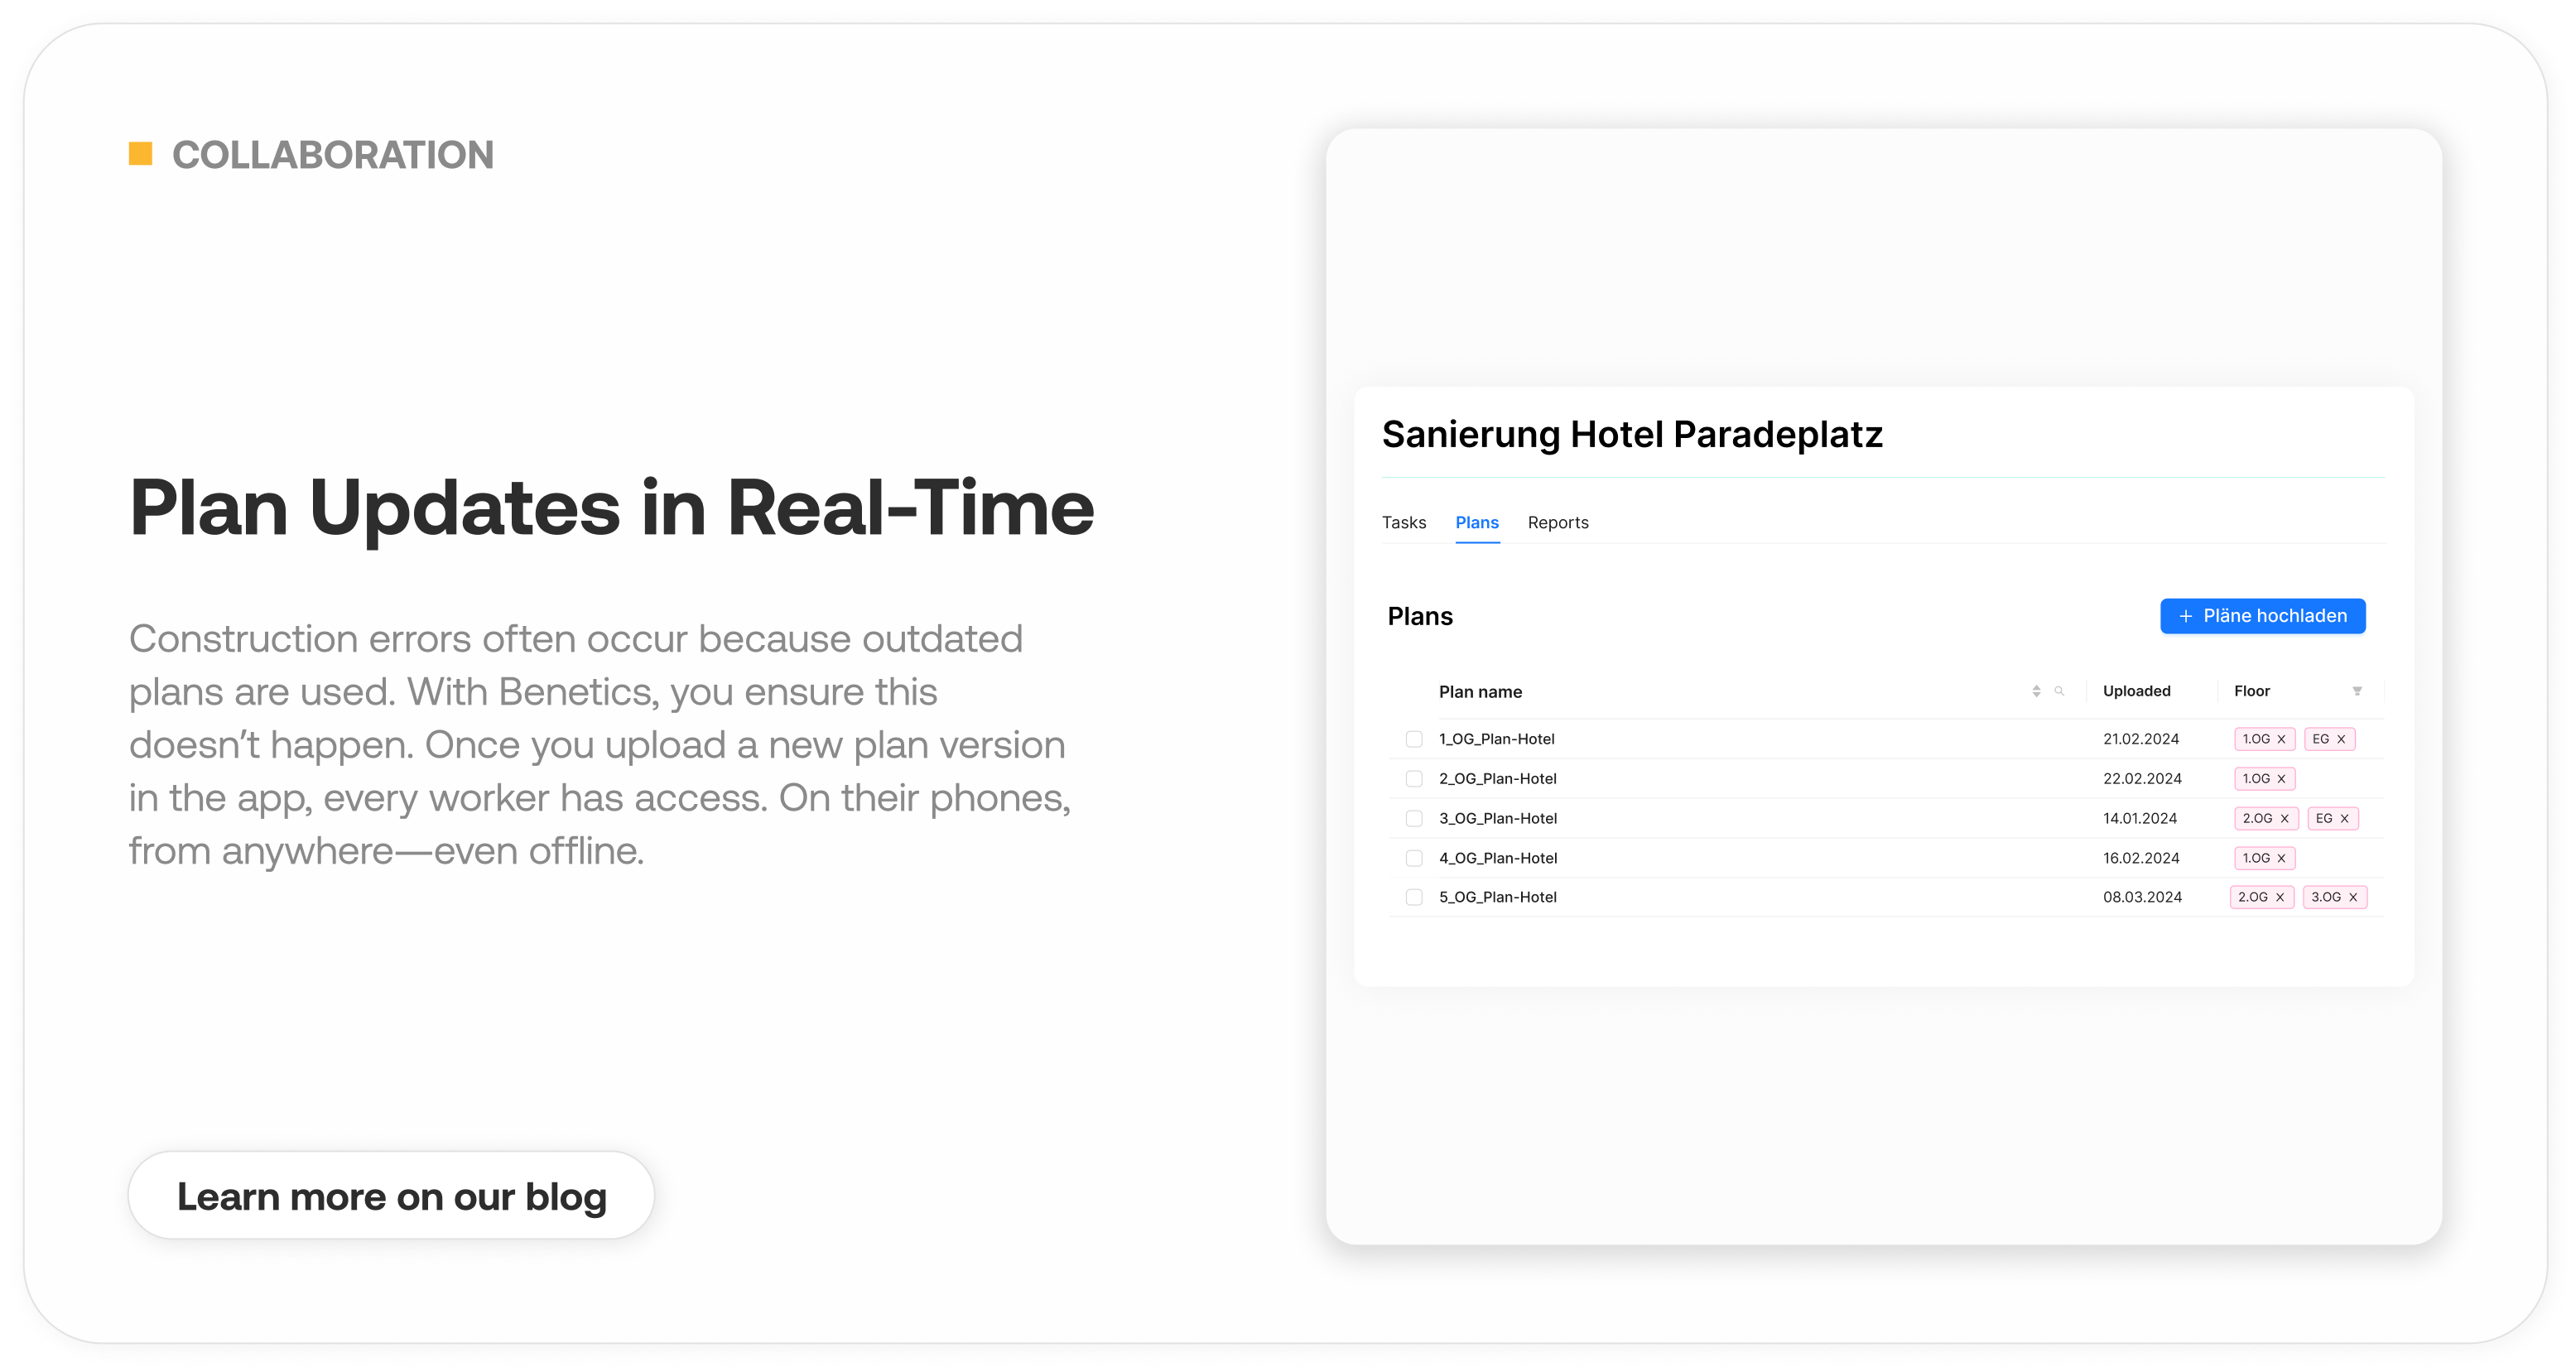 COLLABORATION
Plan Updates in Real-Time
Construction errors often occur because outdated
plans are used. With Benetics, you ensure this
doesn’t happen. Once you upload a new plan version
in the app, every worker has access. On their phones,
from anywhere—even offline.
Learn more on our blog
Sanierung Hotel Paradeplatz
Tasks Plans Reports
Plans + Pläne hochladen
Plan name Uploaded Floor
1_OG_Plan-Hotel 21.02.2024 1.OG X EG X
2_OG_Plan-Hotel 22.02.2024 1.OG X
3_OG_Plan-Hotel 14.01.2024 2.OG X EG X
4_OG_Plan-Hotel 16.02.2024 1.OG X
5_OG_Plan-Hotel 08.03.2024 2.OG X 3.OG X